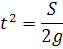 t² = S/2g